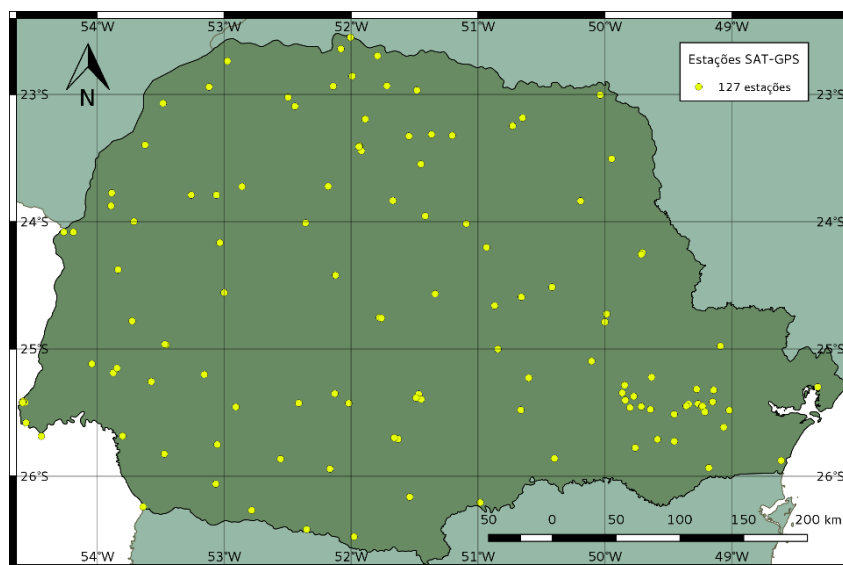 54°W 53°W 52°W 51°W 50°W 49°W
Estações SAT-GPS
127 estações
N
23°S 23°S
24°S 24°S
25°S 25°S
26°S 26°S
50 0 50 100 150 200 km
54°W 53°W 52°W 51°W 50°W 49°W